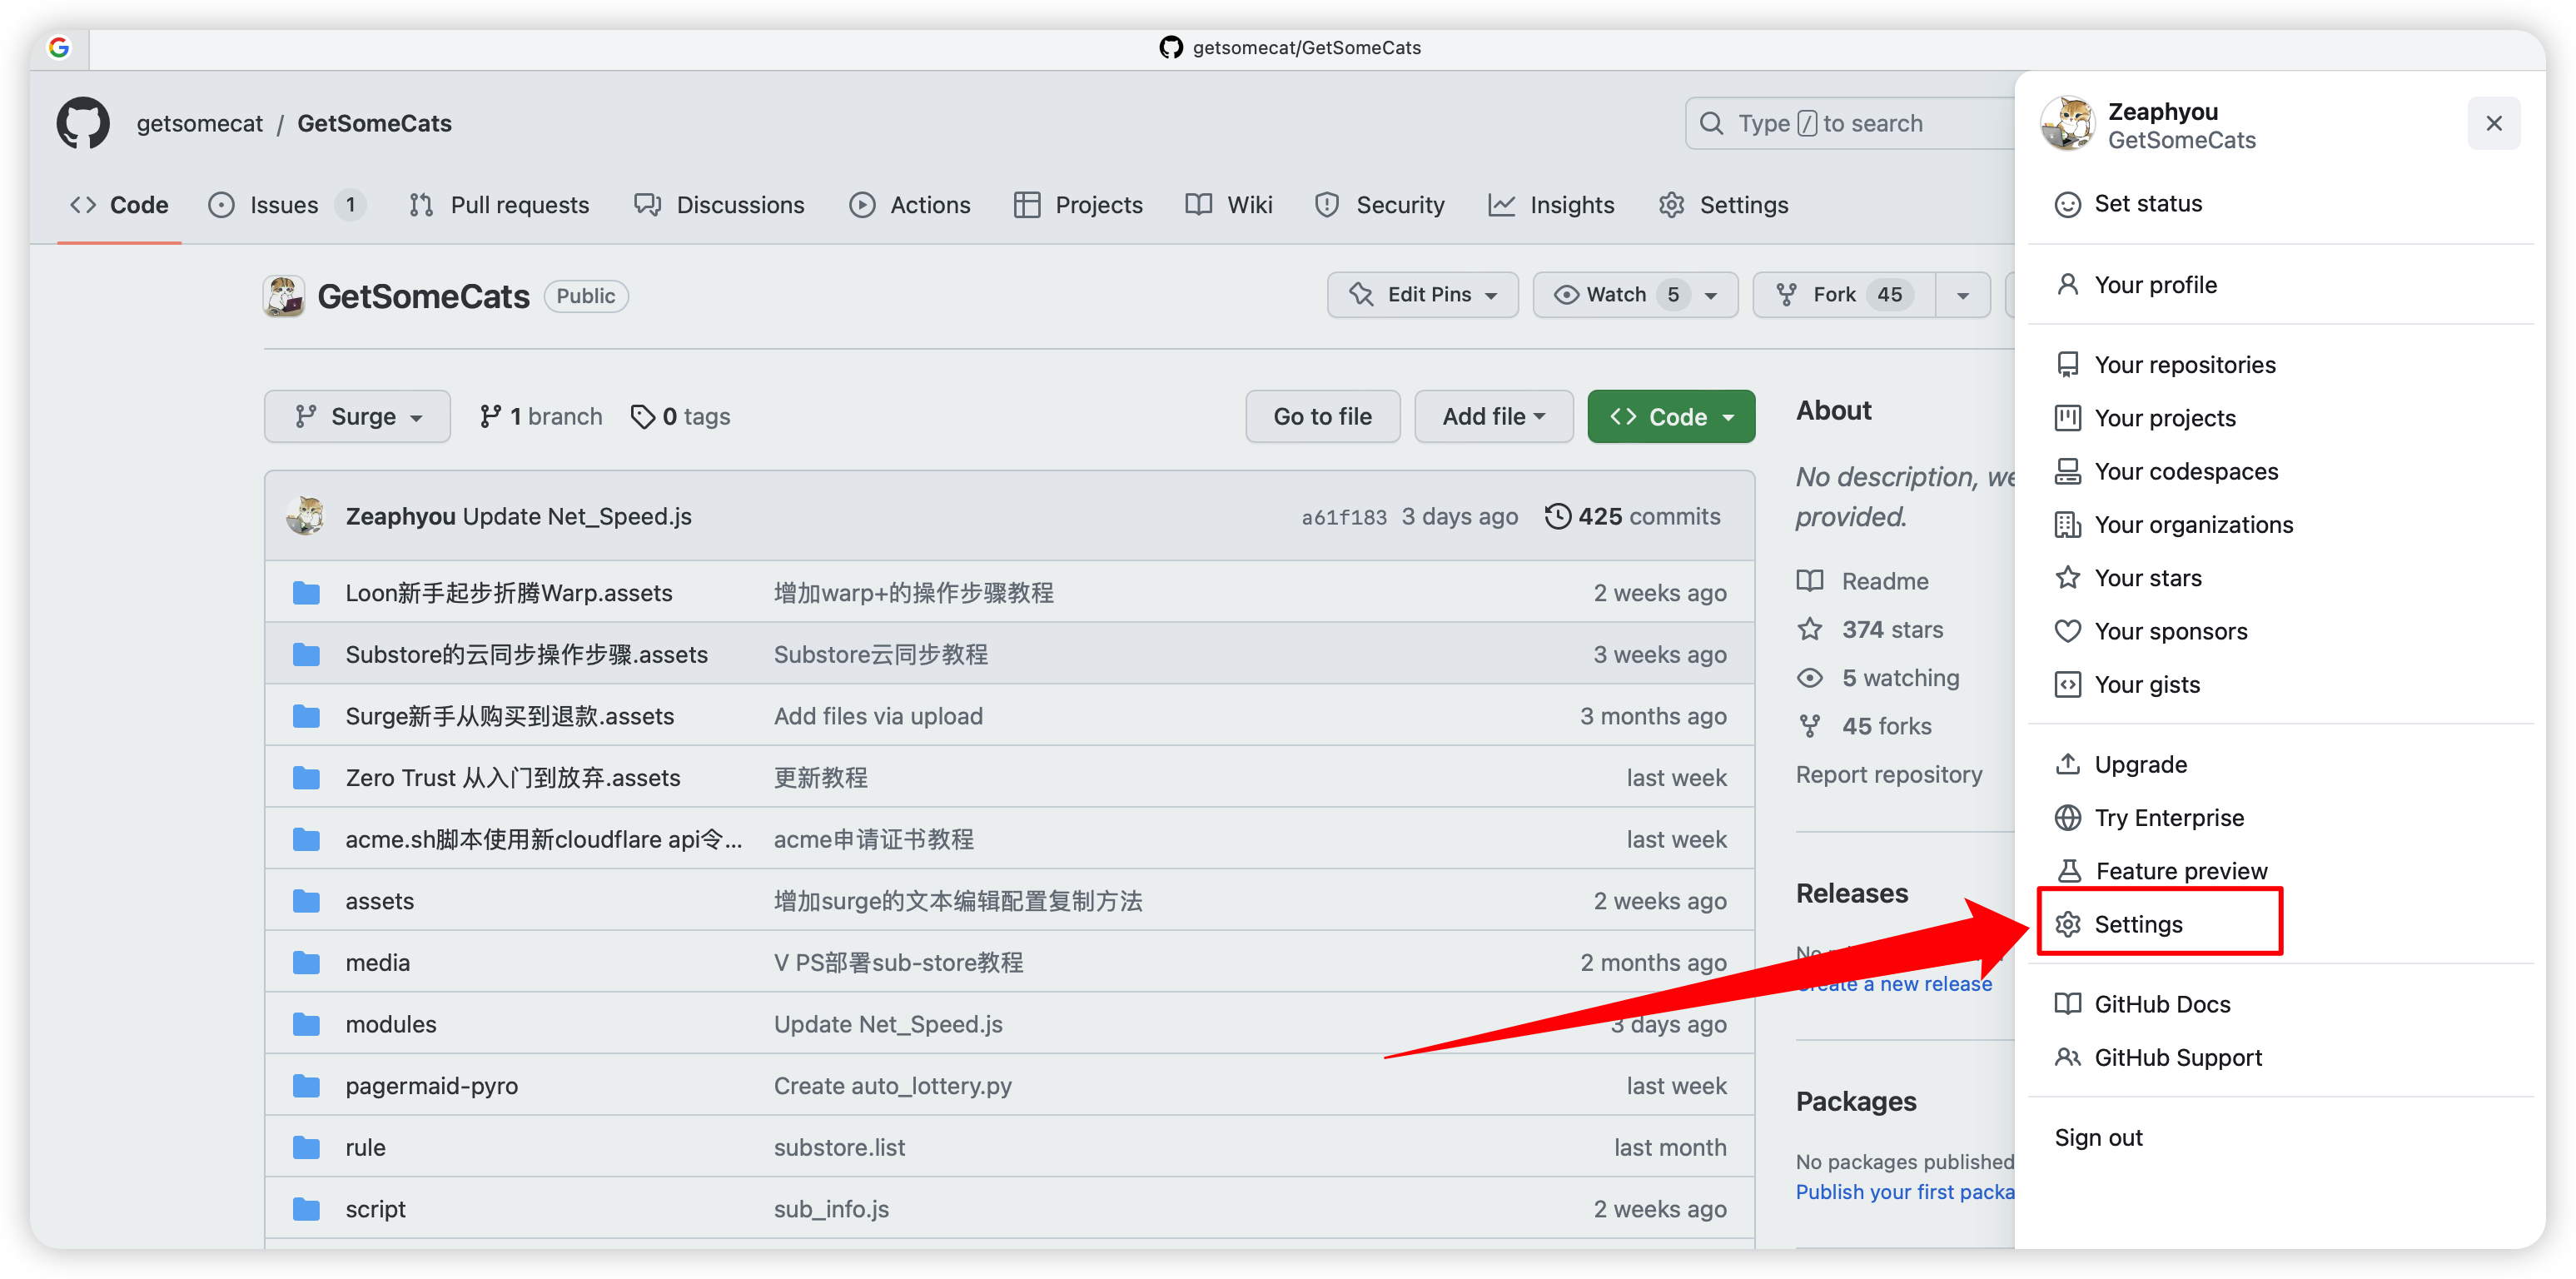 getsomecat/GetSomeCats
getsomecat / GetSomeCats
Type / to search
Code Issues 1 Pull requests Discussions Actions Projects Wiki Security Insights Settings
GetSomeCats Public
Edit Pins Watch 5 Fork 45
Surge 1 branch 0 tags Go to file Add file Code
Zeaphyou Update Net_Speed.js a61f183 3 days ago 425 commits
Loon新手起步折腾Warp.assets 增加warp+的操作步骤教程 2 weeks ago
Substore的云同步操作步骤.assets Substore云同步教程 3 weeks ago
Surge新手从购买到退款.assets Add files via upload 3 months ago
Zero Trust 从入门到放弃.assets 更新教程 last week
acme.sh脚本使用新cloudflare api令... acme申请证书教程 last week
assets 增加surge的文本编辑配置复制方法 2 weeks ago
media V PS部署sub-store教程 2 months ago
modules Update Net_Speed.js 3 days ago
pagermaid-pyro Create auto_lottery.py last week
rule substore.list last month
script sub_info.js 2 weeks ago
About
No description, we
provided.
Readme
374 stars
5 watching
45 forks
Report repository
Releases
No
Create a new release
Packages
No packages published
Publish your first packa
Zeaphyou
GetSomeCats
Set status
Your profile
Your repositories
Your projects
Your codespaces
Your organizations
Your stars
Your sponsors
Your gists
Upgrade
Try Enterprise
Feature preview
Settings
GitHub Docs
GitHub Support
Sign out